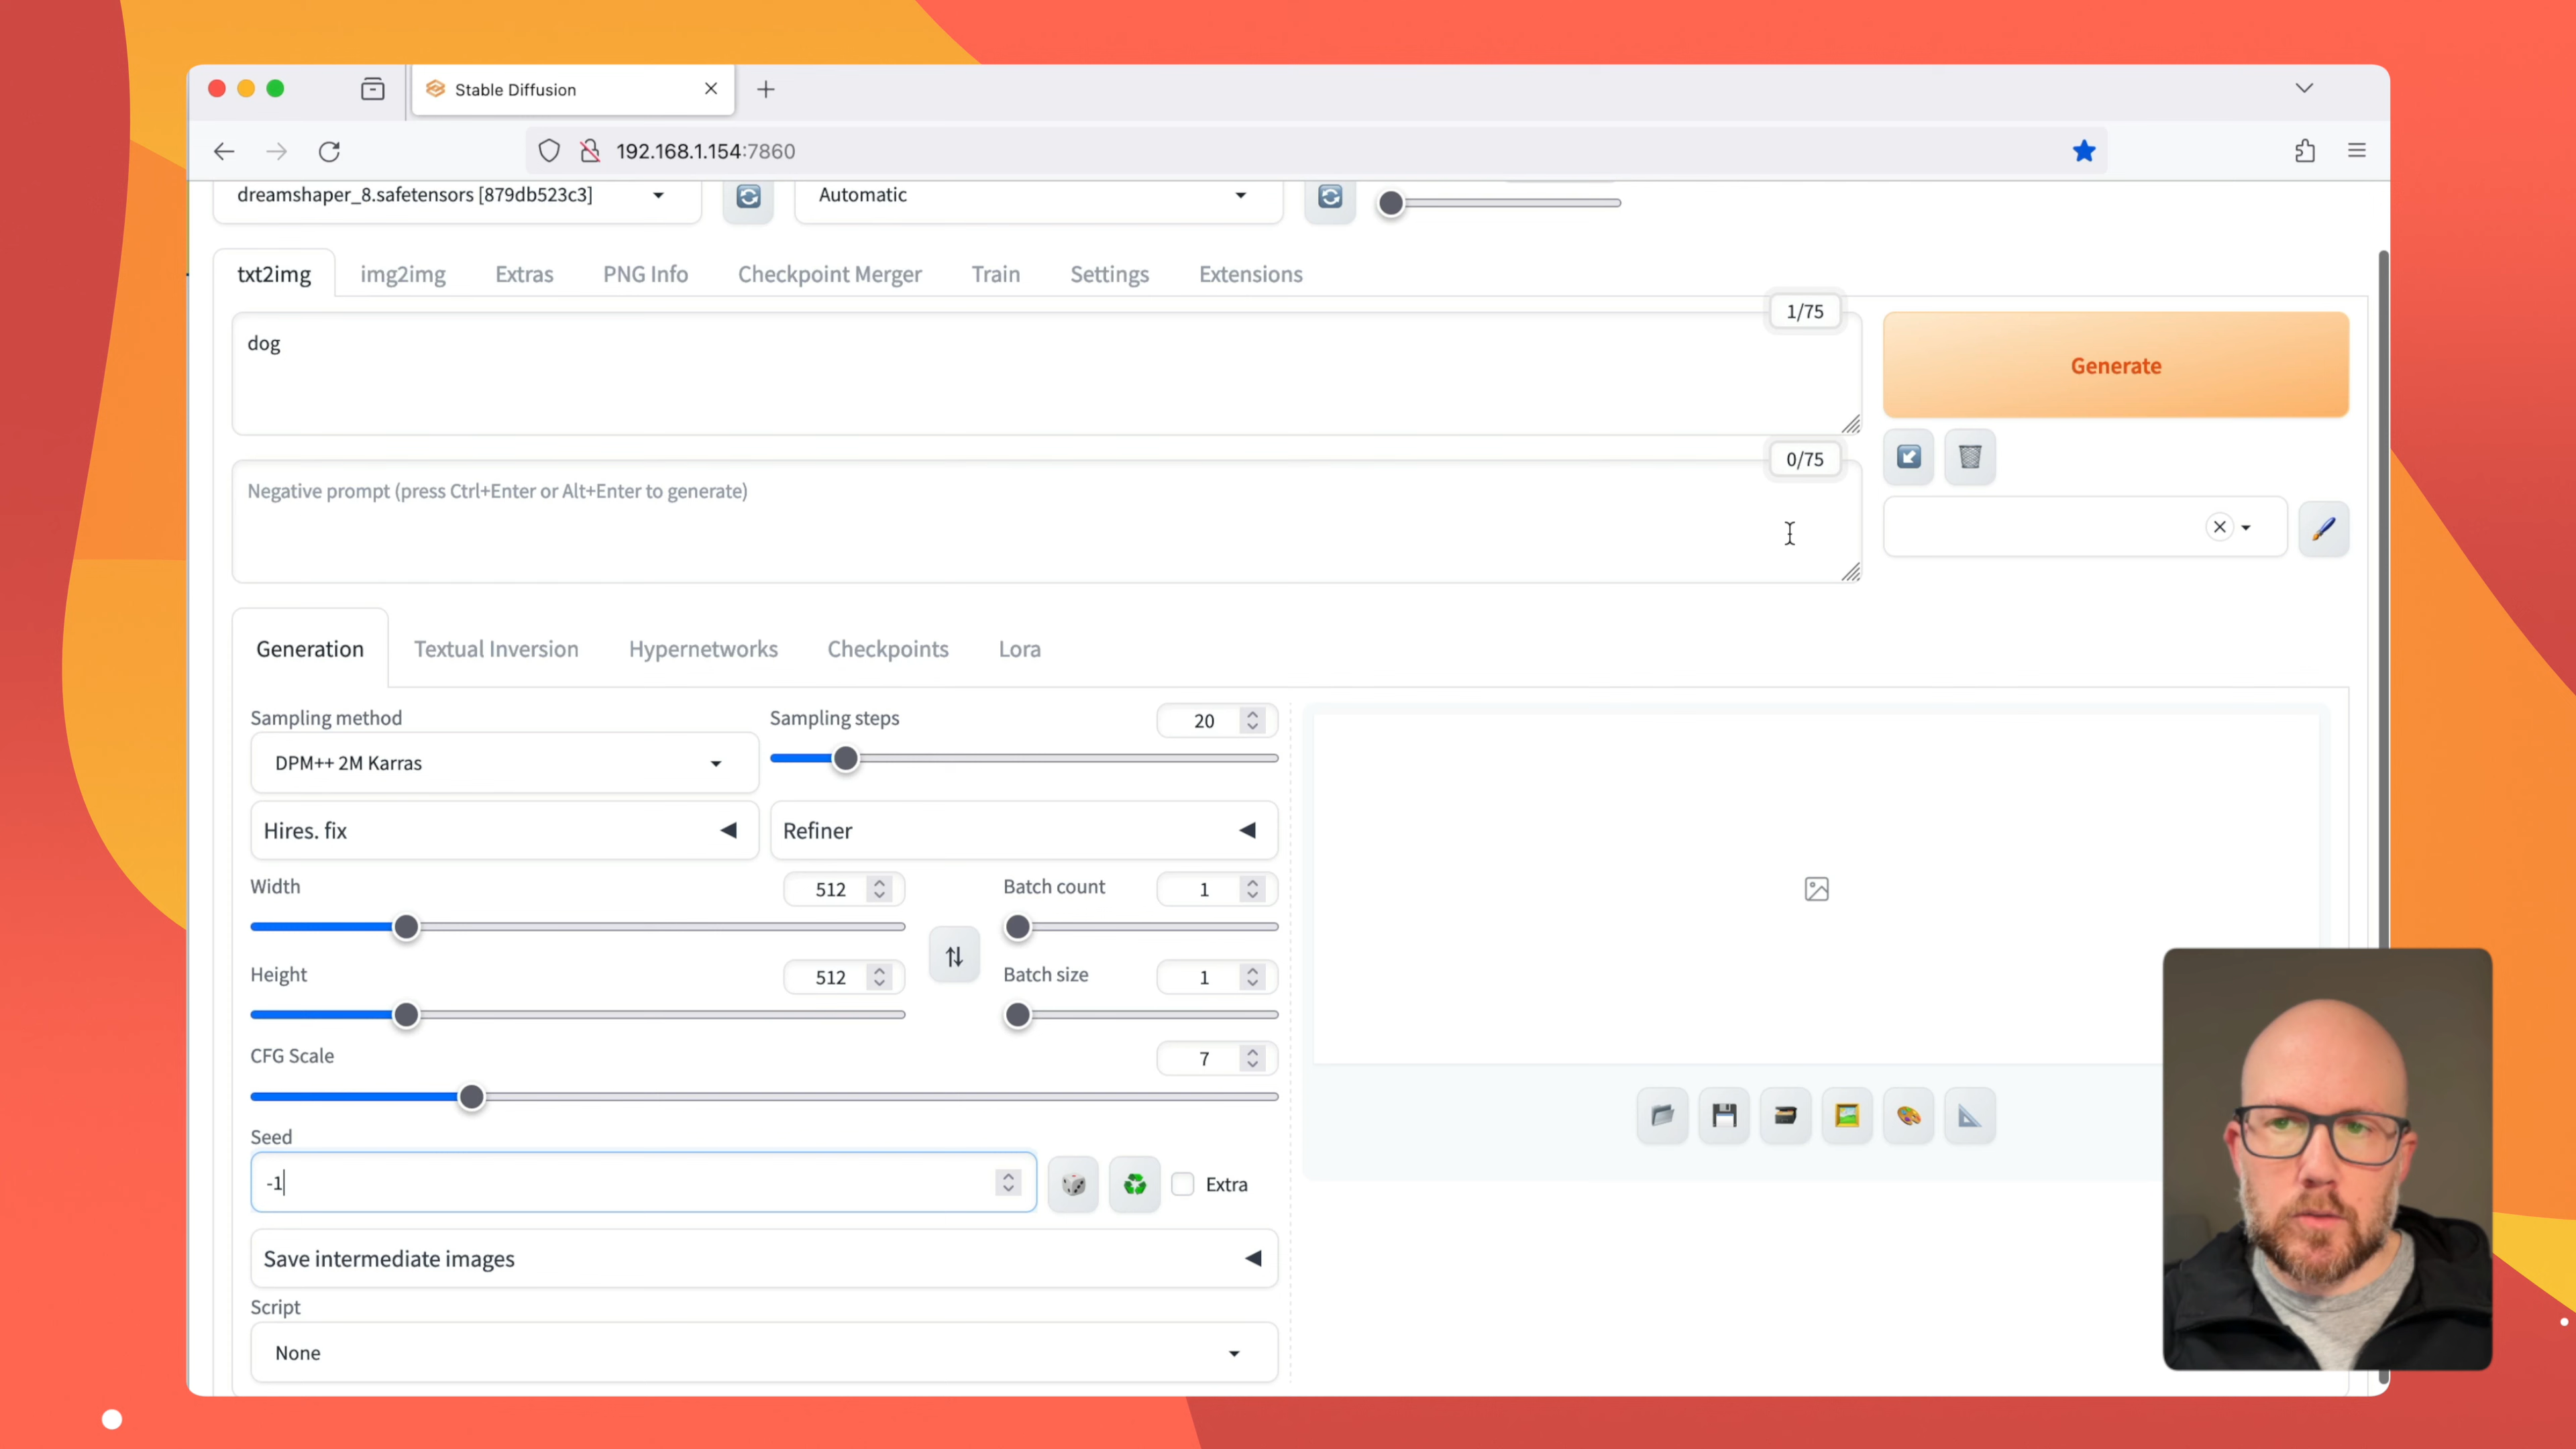 Stable Diffusion
192.168.1.154:7860
dreamshaper_8.safetensors [879db523c3]
Automatic
txt2img
img2img
Extras
PNG Info
Checkpoint Merger
Train
Settings
Extensions
1/75
dog
Generate
0/75
Negative prompt (press Ctrl+Enter or Alt+Enter to generate)
Generation
Textual Inversion
Hypernetworks
Checkpoints
Lora
Sampling method
Sampling steps
20
DPM++ 2M Karras
Hires. fix
Refiner
Width
512
Batch count
1
Height
512
Batch size
1
CFG Scale
7
Seed
-1
Extra
Save intermediate images
Script
None